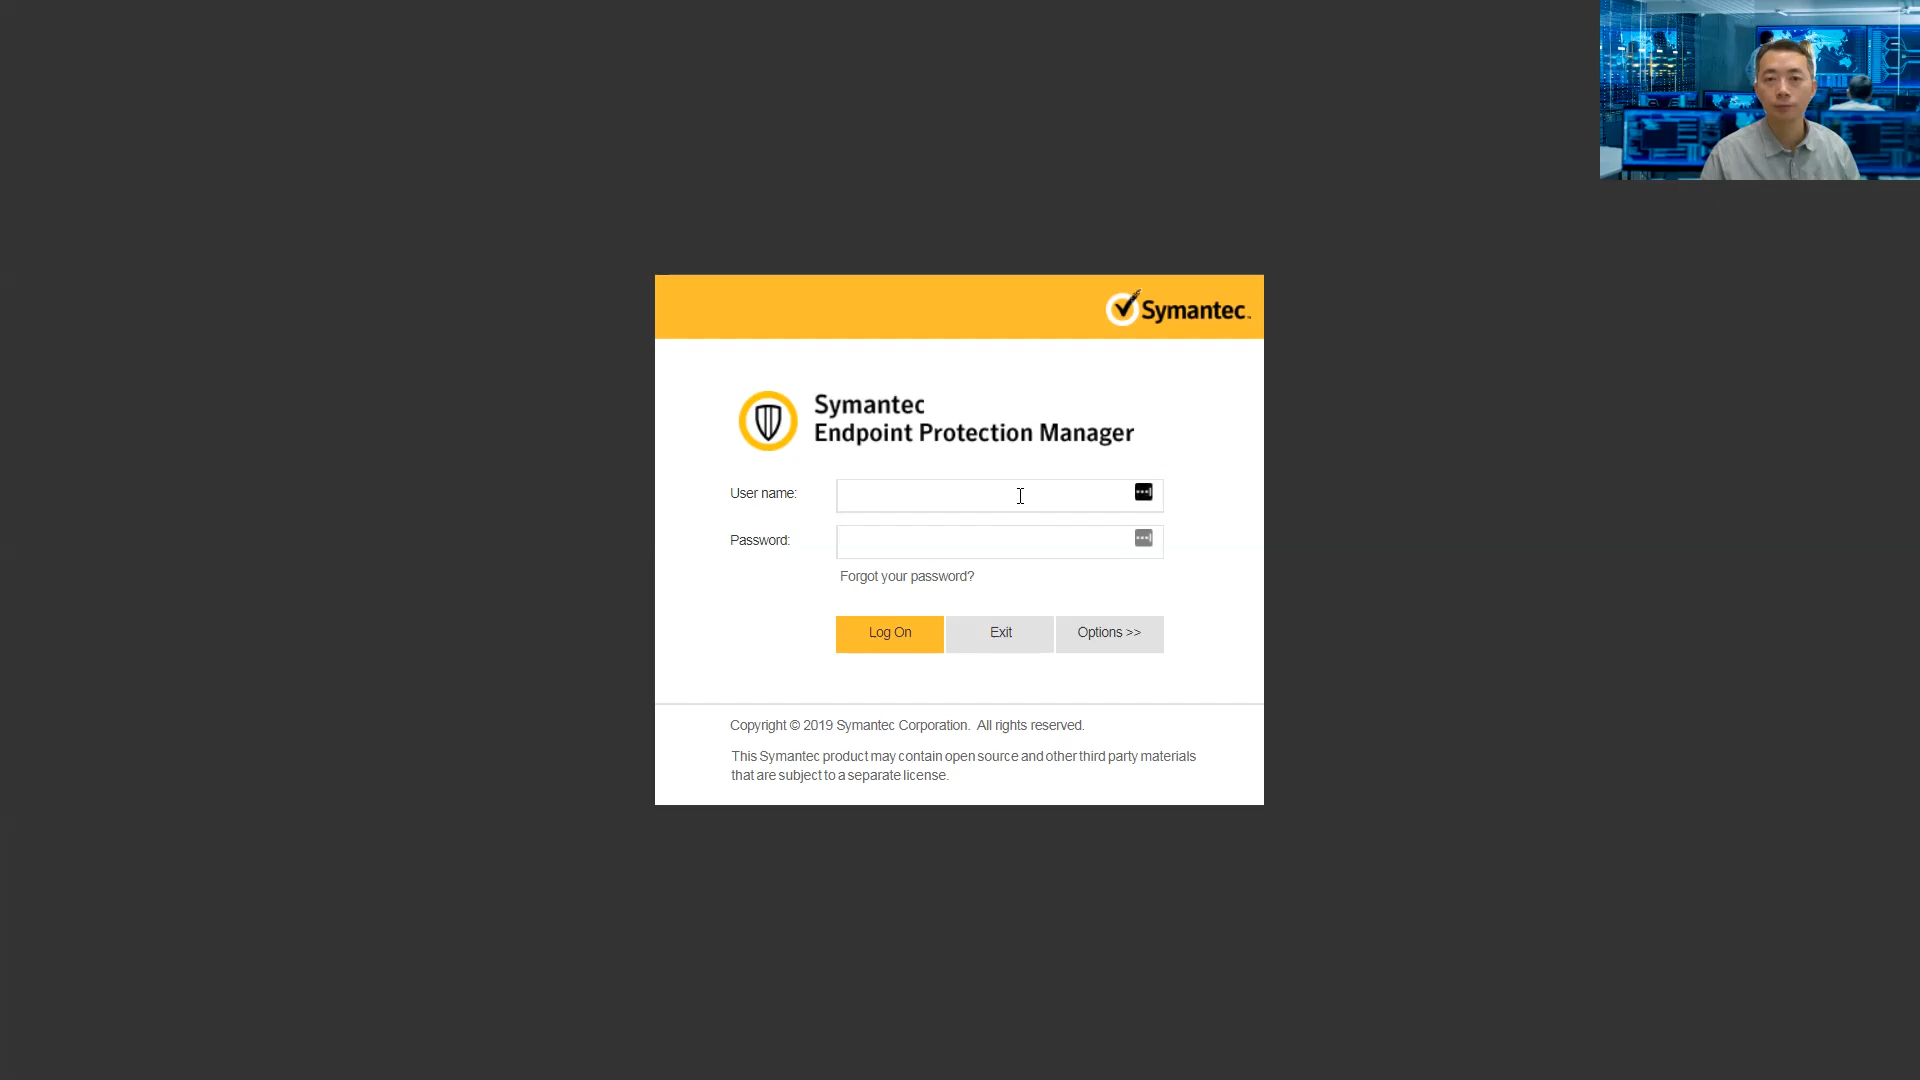 Symantec
Symantec
Endpoint Protection Manager
User name:
Password:
Forgot your password?
Log On
Exit
Options >>
Copyright © 2019 Symantec Corporation. All rights reserved.
This Symantec product may contain open source and other third party materials
that are subject to a separate license.